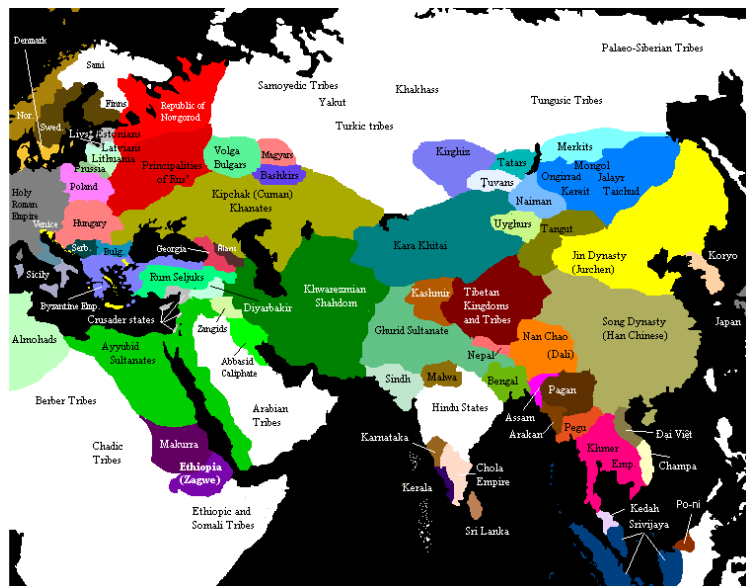 Denmark
Palaeo-Siberian Tribes
Sami
Samoyedic Tribes
Khakhass
Yakut
Tungusic Tribes
Finns
Republic of
Novgorod
Nor.
Swed.
Turkic tribes
Livs
Estonians
Latvians
Lithuania
Prussia
Volga
Bulgars
Magyars
Bashkirs
Kirghiz
Tatars
Merkits
Mongol
Ongirrad
Jalayr
Kereit
Taichud
Principalities
of Rus'
Poland
Tuvans
Naiman
Holy
Roman
Empire
Kipchak (Cuman)
Khanates
Hungary
Venice
Uyghurs
Tangut
Serb.
Bulg.
Georgia
Alans
Kara Khitai
Jin Dynasty
(Jurchen)
Koryo
Sicily
Rum Seljuks
Khwarezmian
Shahdom
Kashmir
Tibetan
Kingdoms
and Tribes
Byzantine Emp.
Diyarbakir
Japan
Crusader states
Zangids
Ghurid Sultanate
Song Dynasty
(Han Chinese)
Almohads
Ayyubid
Sultanates
Abbasid
Caliphate
Nepal
Nan Chao
(Dali)
Sindh
Malwa
Bengal
Pagan
Berber Tribes
Arabian
Tribes
Hindu States
Assam
Arakan
Pegu
Đại Việt
Chadic
Tribes
Makurra
Karnataka
Khmer
Emp.
Champa
Ethiopia
(Zagwe)
Chola
Empire
Kerala
Kedah
Po-ni
Ethiopic and
Somali Tribes
Sri Lanka
Srivijaya